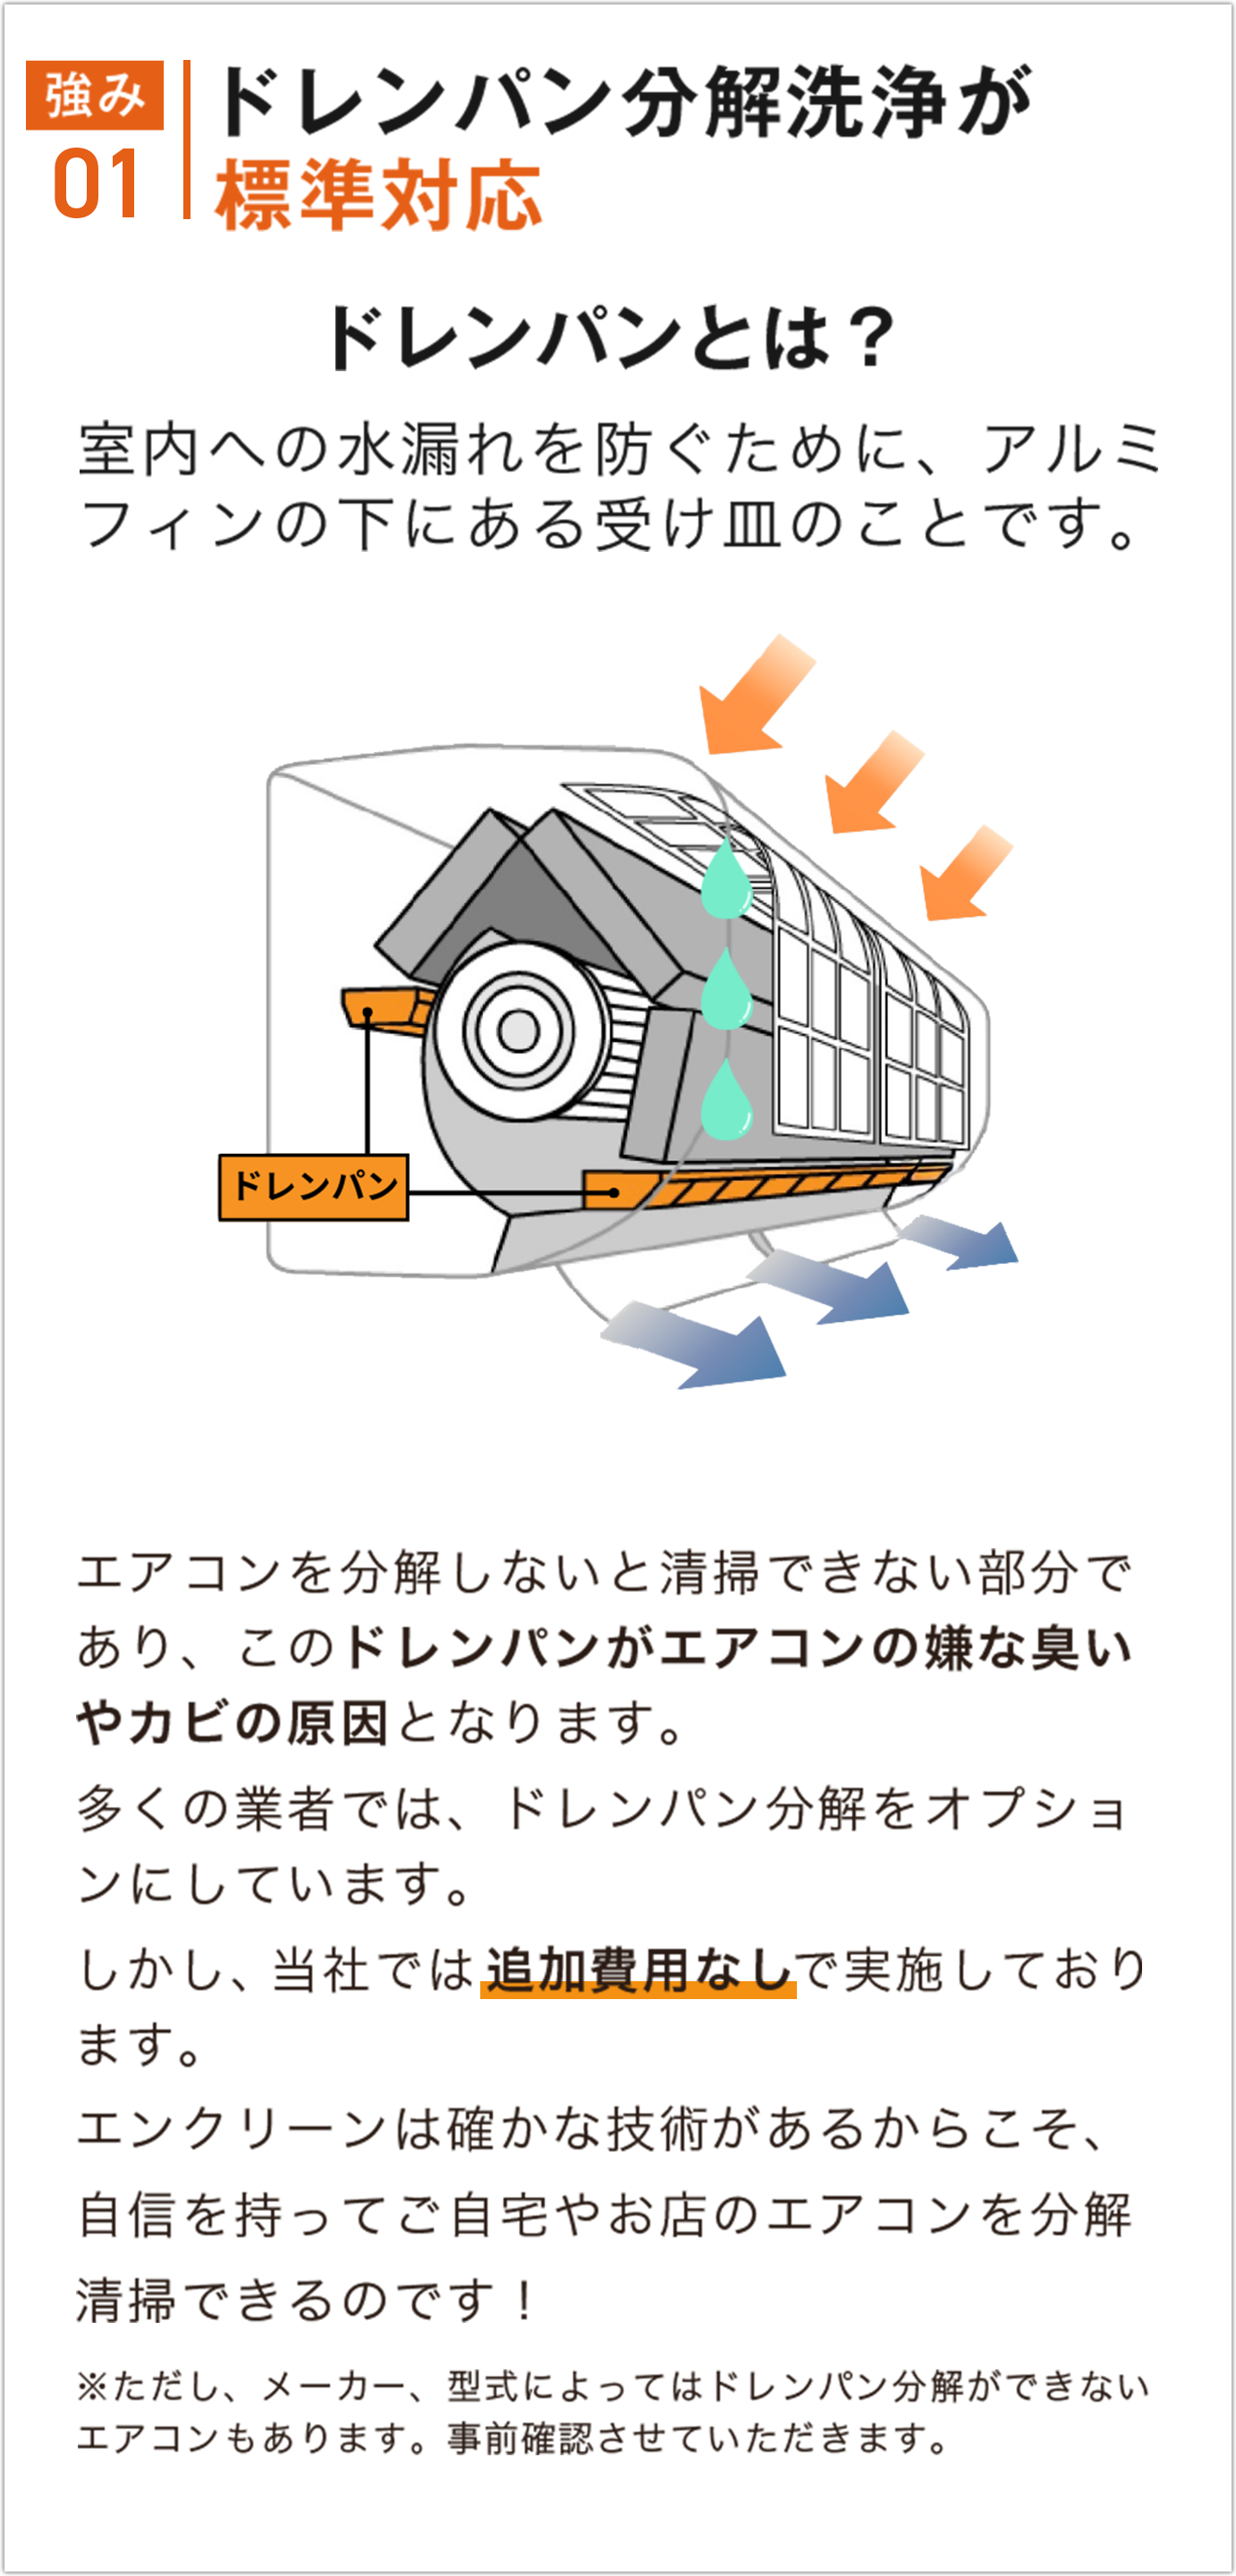 強み
01
ドレンパン分解洗浄が
標準対応
ドレンパンとは？
室内への水漏れを防ぐために、アルミ
フィンの下にある受け皿のことです。
ドレンパン
エアコンを分解しないと清掃できない部分で
あり、このドレンパンがエアコンの嫌な臭い
やカビの原因となります。
多くの業者では、ドレンパン分解をオプショ
ンにしています。
しかし、当社では追加費用なしで実施しており
ます。
エンクリーンは確かな技術があるからこそ、
自信を持ってご自宅やお店のエアコンを分解
清掃できるのです！
※ただし、メーカー、型式によってはドレンパン分解ができない
エアコンもあります。事前確認させていただきます。